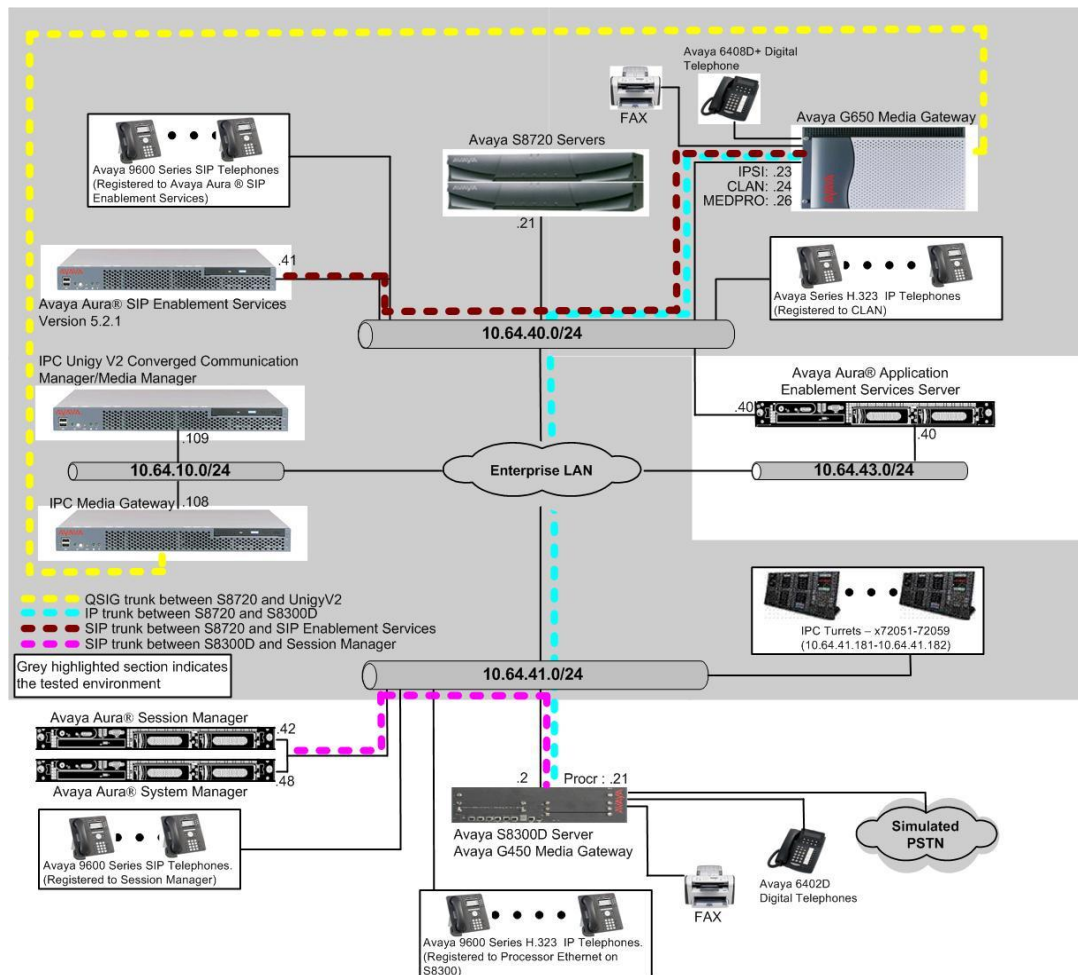 Avaya 6408D+ Digital
Telephone
FAX
Avaya G650 Media Gateway
Avaya S8720 Servers
Avaya 9600 Series SIP Telephones
(Registered to Avaya Aura ® SIP
Enablement Services)
IPSI: .23
CLAN: .24
MEDPRO: .26
.21
.41
AVAYA
Avaya Aura® SIP Enablement Services
Version 5.2.1
Avaya Series H.323 IP Telephones
(Registered to CLAN)
10.64.40.0/24
IPC Unigy V2 Converged Communication
Manager/Media Manager
AVAYA
.109
Avaya Aura® Application
Enablement Services Server
.40
.40
10.64.10.0/24
Enterprise LAN
10.64.43.0/24
IPC Media Gateway
.108
AVAYA
QSIG trunk between S8720 and UnigyV2
IP trunk between S8720 and S8300D
SIP trunk between S8720 and SIP Enablement Services
SIP trunk between S8300D and Session Manager
Grey highlighted section indicates
the tested environment
IPC Turrets – x72051-72059
(10.64.41.181-10.64.41.182)
10.64.41.0/24
Avaya Aura® Session Manager
.42
.48
Avaya Aura® System Manager
.2
Procr : .21
Avaya S8300D Server
Avaya G450 Media Gateway
Simulated
PSTN
Avaya 9600 Series SIP Telephones.
(Registered to Session Manager)
FAX
Avaya 6402D
Digital Telephones
Avaya 9600 Series H.323 IP Telephones.
(Registered to Processor Ethernet on
S8300)